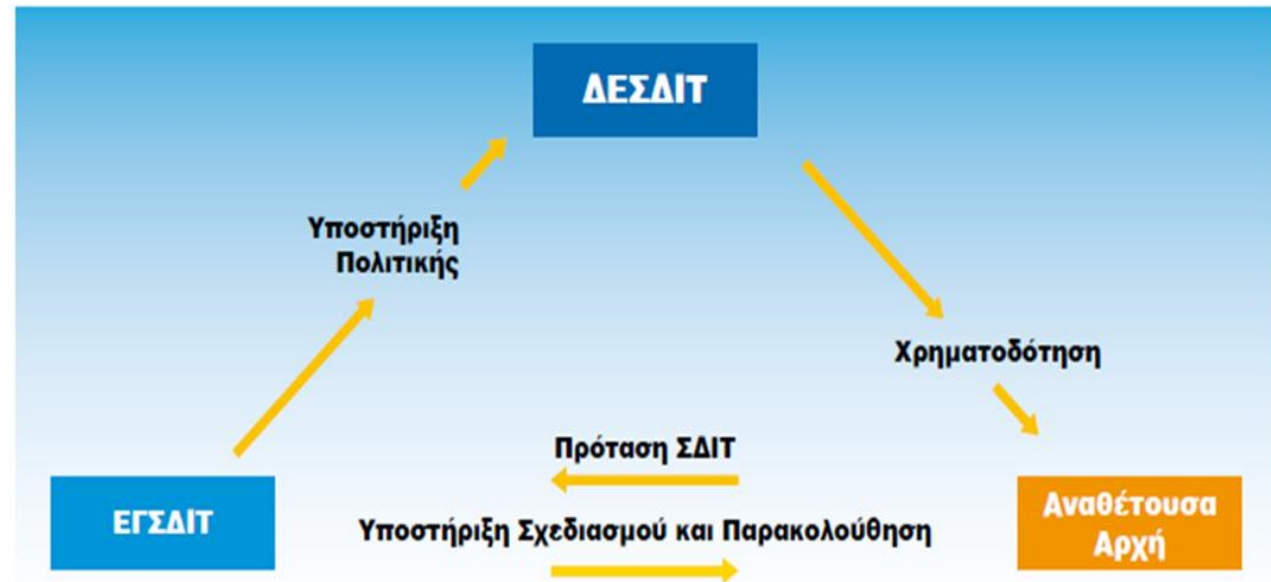 ΔΕΣΔΙΤ
Υποστήριξη
Πολιτικής
Χρηματοδότηση
Πρόταση ΣΔΙΤ
ΕΓΣΔΙΤ
Υποστήριξη Σχεδιασμού και Παρακολούθηση
Αναθέτουσα
Αρχή